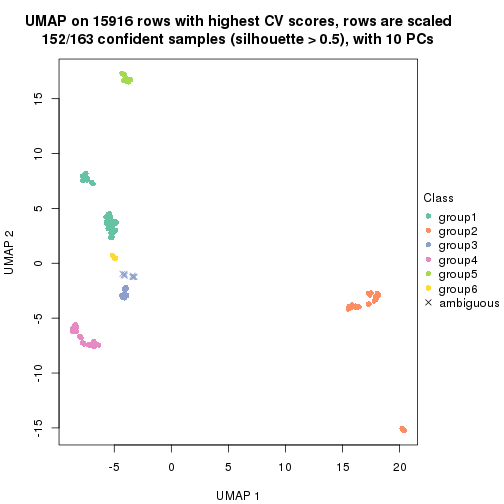 UMAP on 15916 rows with highest CV scores, rows are scaled
152/163 confident samples (silhouette > 0.5), with 10 PCs
UMAP 2
15
10
5
0
-5
-10
-15
-5
0
5
10
15
20
UMAP 1
Class
group1
group2
group3
group4
group5
group6
ambiguous